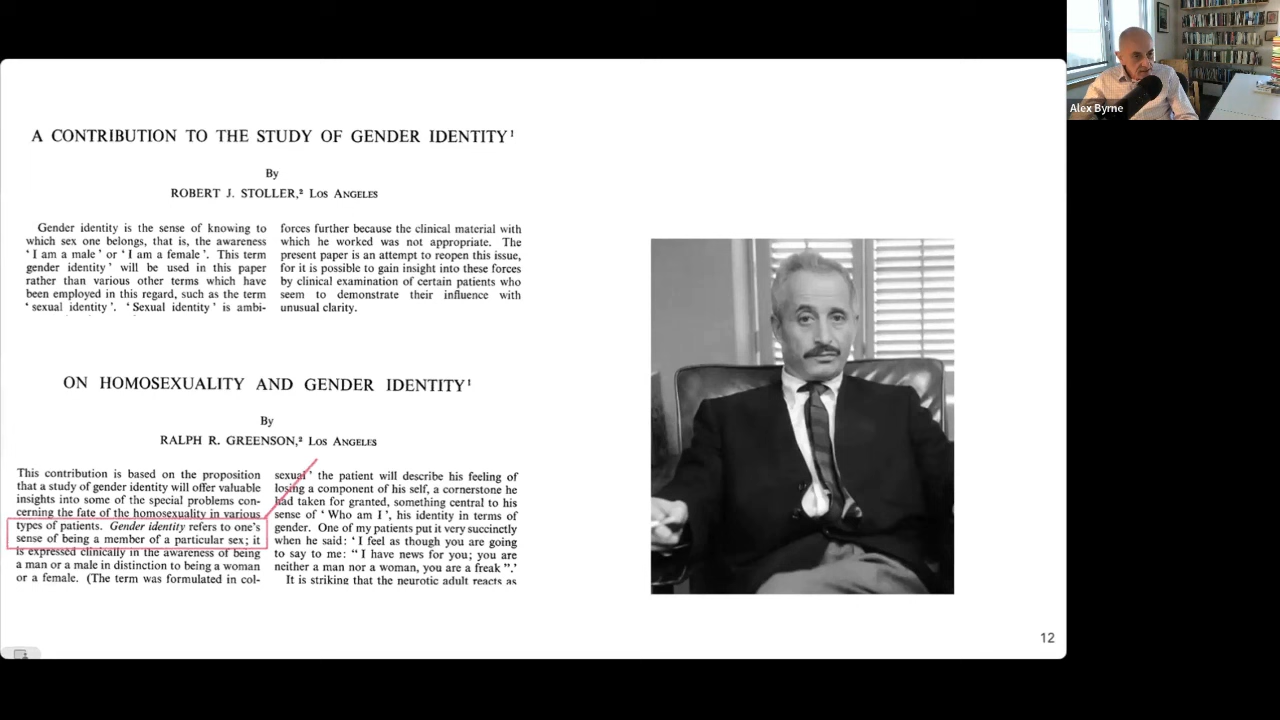 A CONTRIBUTION TO THE STUDY OF GENDER IDENTITY¹
By
ROBERT J. STOLLER,² LOS ANGELES
Gender identity is the sense of knowing to
which sex one belongs, that is, the awareness
‘I am a male’ or ‘I am a female’. This term
gender identity’ will be used in this paper
rather than various other terms which have
been employed in this regard, such as the term
‘sexual identity’. ‘Sexual identity’ is ambi-
forces further because the clinical material with
which he worked was not appropriate. The
present paper is an attempt to reopen this issue,
for it is possible to gain insight into these forces
by clinical examination of certain patients who
seem to demonstrate their influence with
unusual clarity.
ON HOMOSEXUALITY AND GENDER IDENTITY¹
By
RALPH R. GREENSON,² LOS ANGELES
This contribution is based on the proposition
that a study of gender identity will offer valuable
insights into some of the special problems con-
cerning the fate of the homosexuality in various
types of patients. Gender identity refers to one’s
sense of being a member of a particular sex; it
is expressed clinically in the awareness of being
a man or a male in distinction to being a woman
or a female. (The term was formulated in col-
sexual’ the patient will describe his feeling of
losing a component of his self, a cornerstone he
had taken for granted, something central to his
sense of ‘Who am I’, his identity in terms of
gender. One of my patients put it very succinctly
when he said: ‘I feel as though you are going
to say to me: “I have news for you; you are
neither a man nor a woman, you are a freak”.’
It is striking that the neurotic adult reacts as
12
Alex Byrne